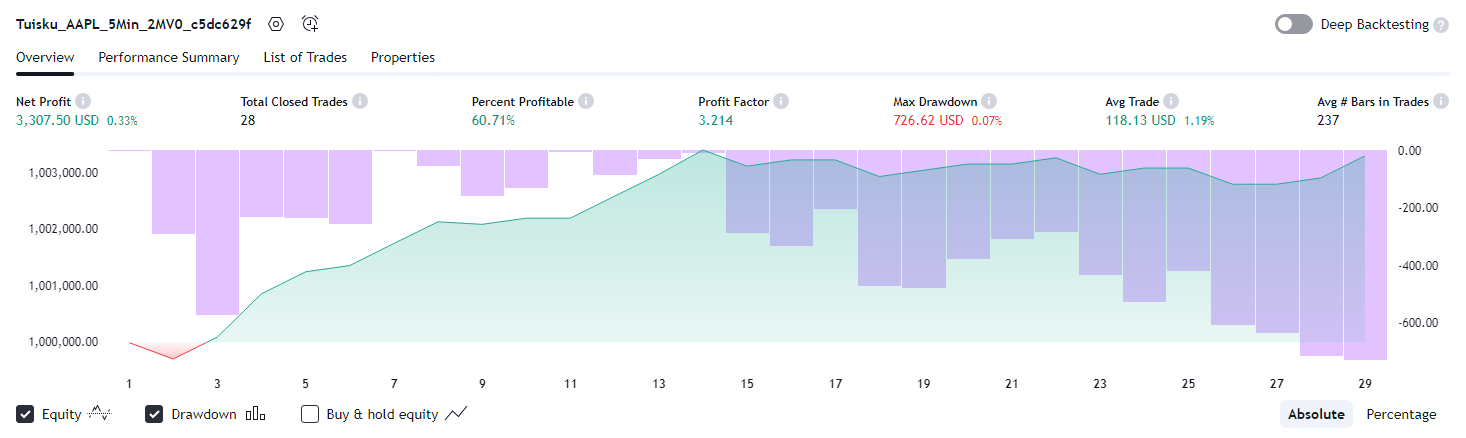 Tuisku_AAPL_5Min_2MV0_c5dc629f
Deep Backtesting ?
Overview Performance Summary List of Trades Properties
Net Profit i Total Closed Trades i Percent Profitable i Profit Factor i Max Drawdown i Avg Trade i Avg # Bars in Trades i
3,307.50 USD 0.33% 28 60.71% 3.214 726.62 USD 0.07% 118.13 USD 1.19% 237
0.00
1,003,000.00
-200.00
1,002,000.00
-400.00
1,001,000.00
-600.00
1,000,000.00
1 3 5 7 9 11 13 15 17 19 21 23 25 27 29
Equity Drawdown Buy & hold equity Absolute Percentage